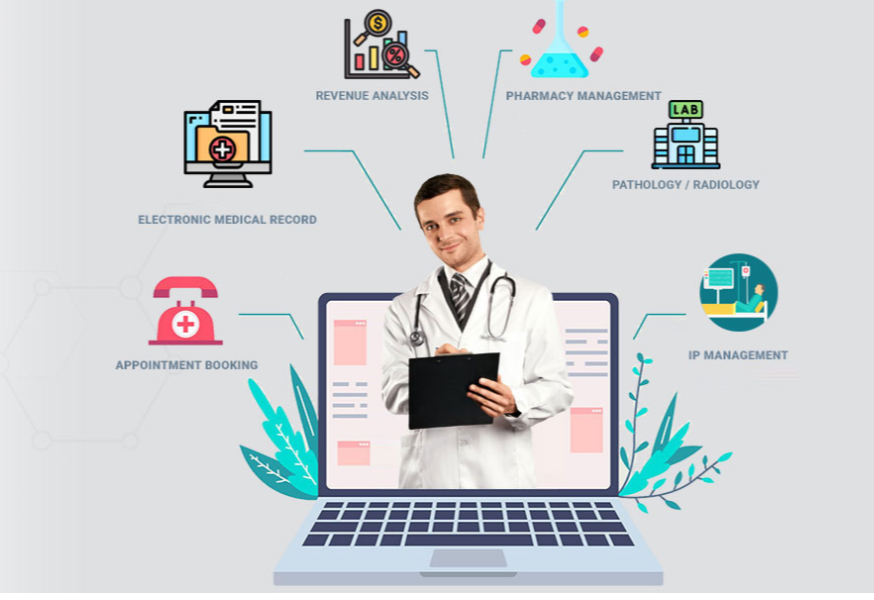 REVENUE ANALYSIS
PHARMACY MANAGEMENT
LAB
PATHOLOGY / RADIOLOGY
ELECTRONIC MEDICAL RECORD
IP MANAGEMENT
APPOINTMENT BOOKING